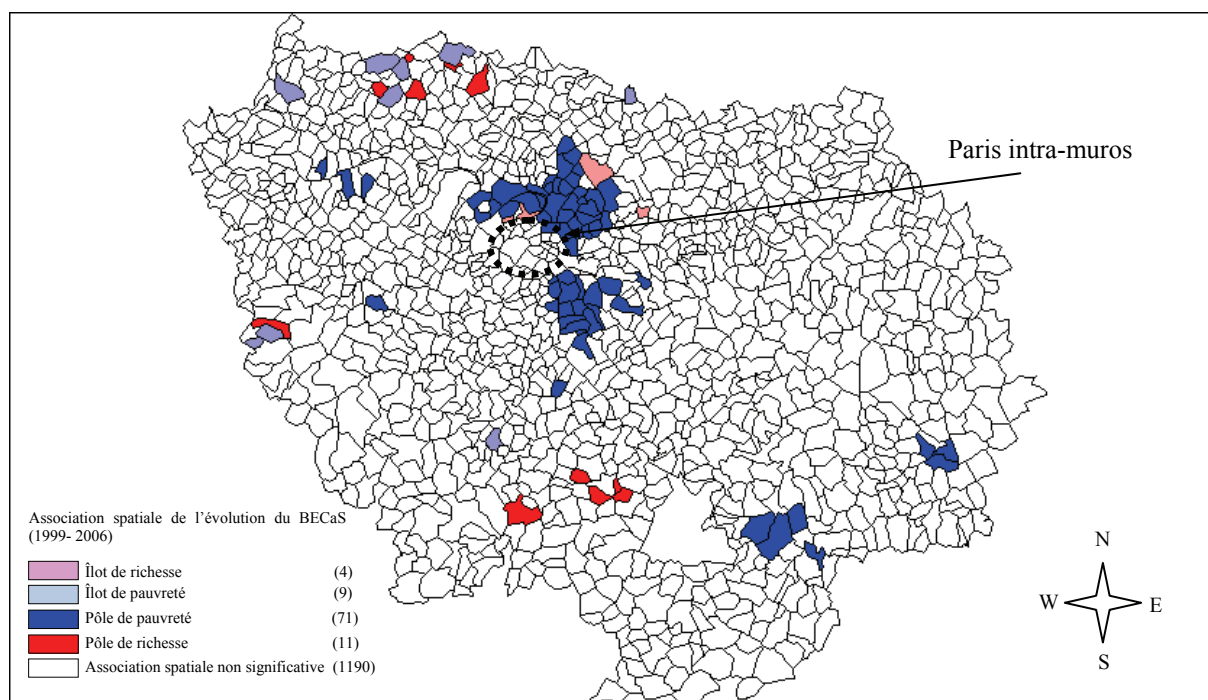 Paris intra-muros
Association spatiale de l’évolution du BECaS
(1999- 2006)
Îlot de richesse (4)
Îlot de pauvreté (9)
Pôle de pauvreté (71)
Pôle de richesse (11)
Association spatiale non significative (1190)
N
W E
S